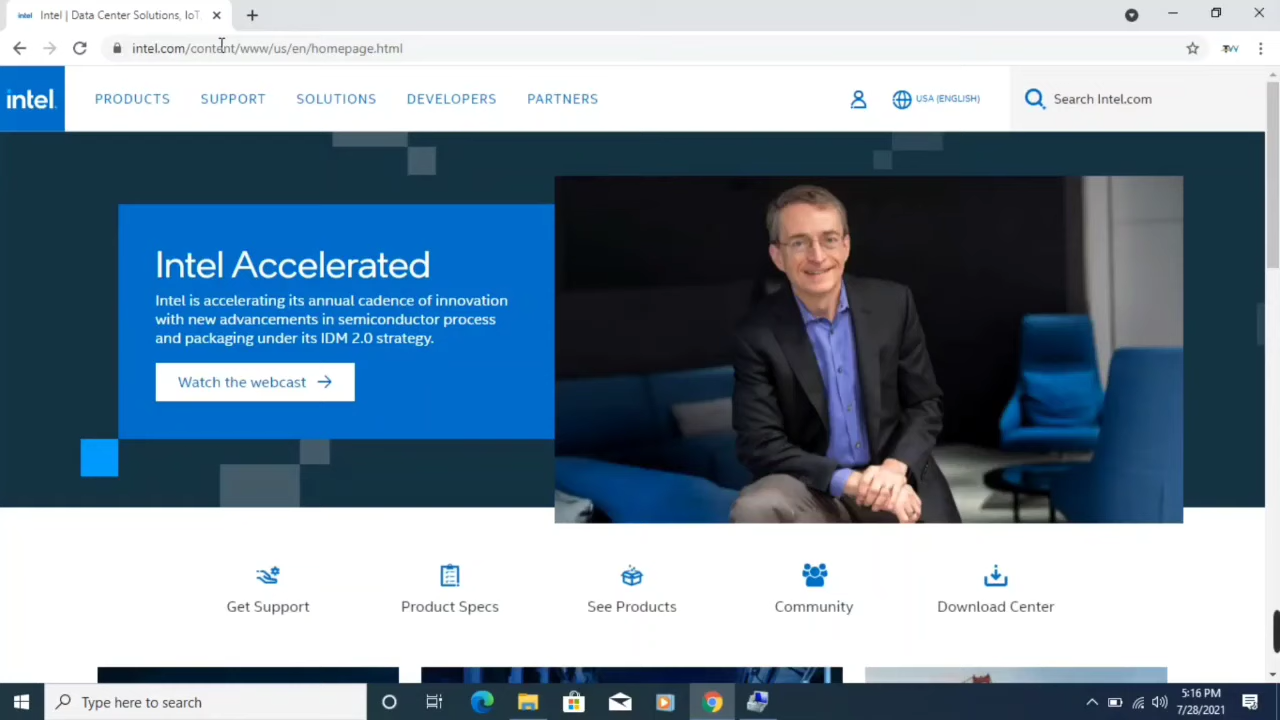 intel Intel | Data Center Solutions, IoT
intel.com/content/www/us/en/homepage.html
intel.
PRODUCTS SUPPORT SOLUTIONS DEVELOPERS PARTNERS USA (ENGLISH) Search Intel.com
Intel Accelerated
Intel is accelerating its annual cadence of innovation
with new advancements in semiconductor process
and packaging under its IDM 2.0 strategy.
Watch the webcast
Get Support Product Specs See Products Community Download Center
Type here to search
5:16 PM
7/28/2021